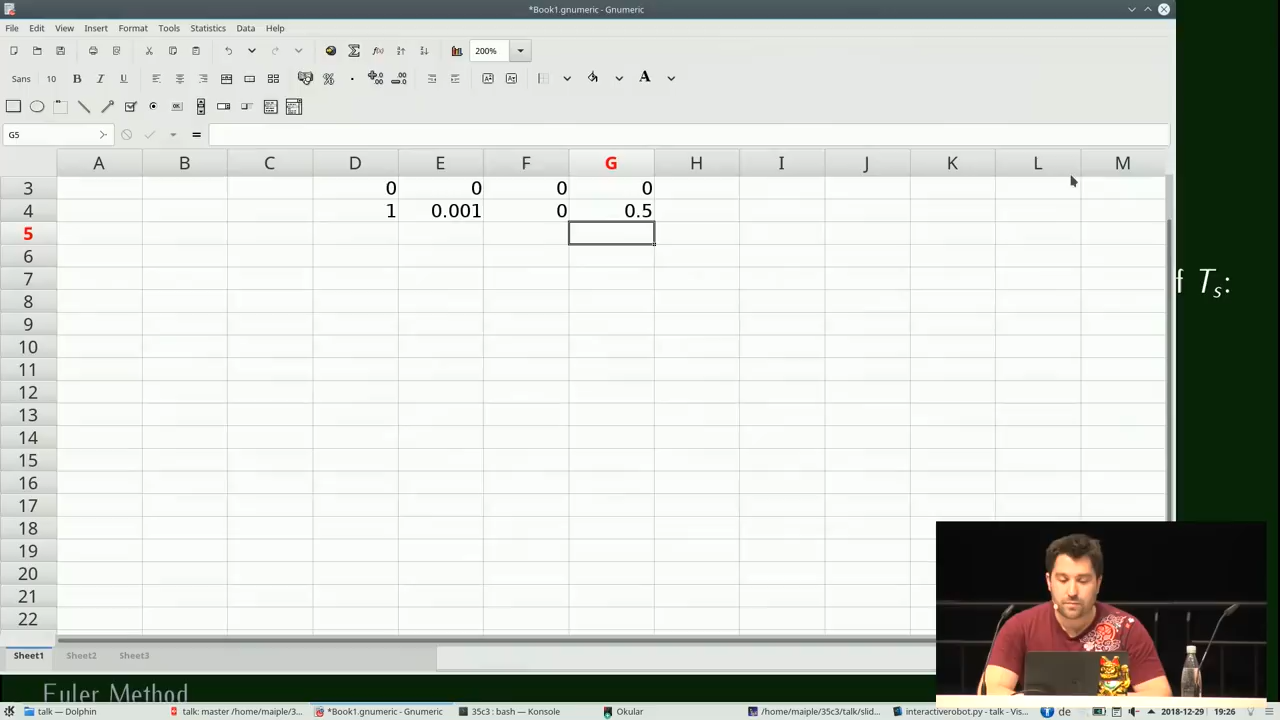 *Book1.gnumeric - Gnumeric
File Edit View Insert Format Tools Statistics Data Help
200%
Sans 10
G5
A B C D E F G H I J K L M
3 0 0 0 0
4 1 0.001 0 0.5
5
6
7
f Ts:
8
9
10
11
12
13
14
15
16
17
18
19
20
21
22
Sheet1 Sheet2 Sheet3
Euler Method
talk — Dolphin talk: master /home/maiple/3... *Book1.gnumeric - Gnumeric 35c3 : bash — Konsole Okular /home/maiple/35c3/talk/slid... interactiverobot.py - talk - Vis... de 2018-12-29 19:26